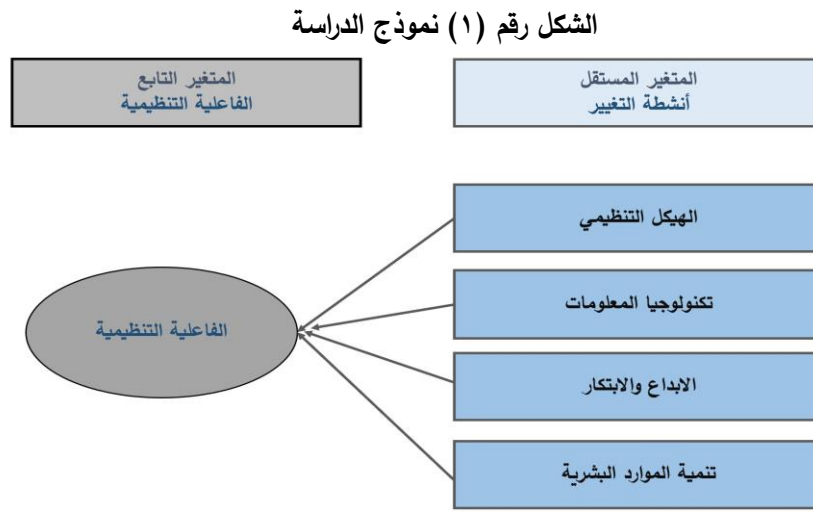 الشكل رقم (١) نموذج الدراسة
المتغير المستقل
أنشطة التغيير
المتغير التابع
الفاعلية التنظيمية
الهيكل التنظيمي
تكنولوجيا المعلومات
الابداع والابتكار
تنمية الموارد البشرية
الفاعلية التنظيمية